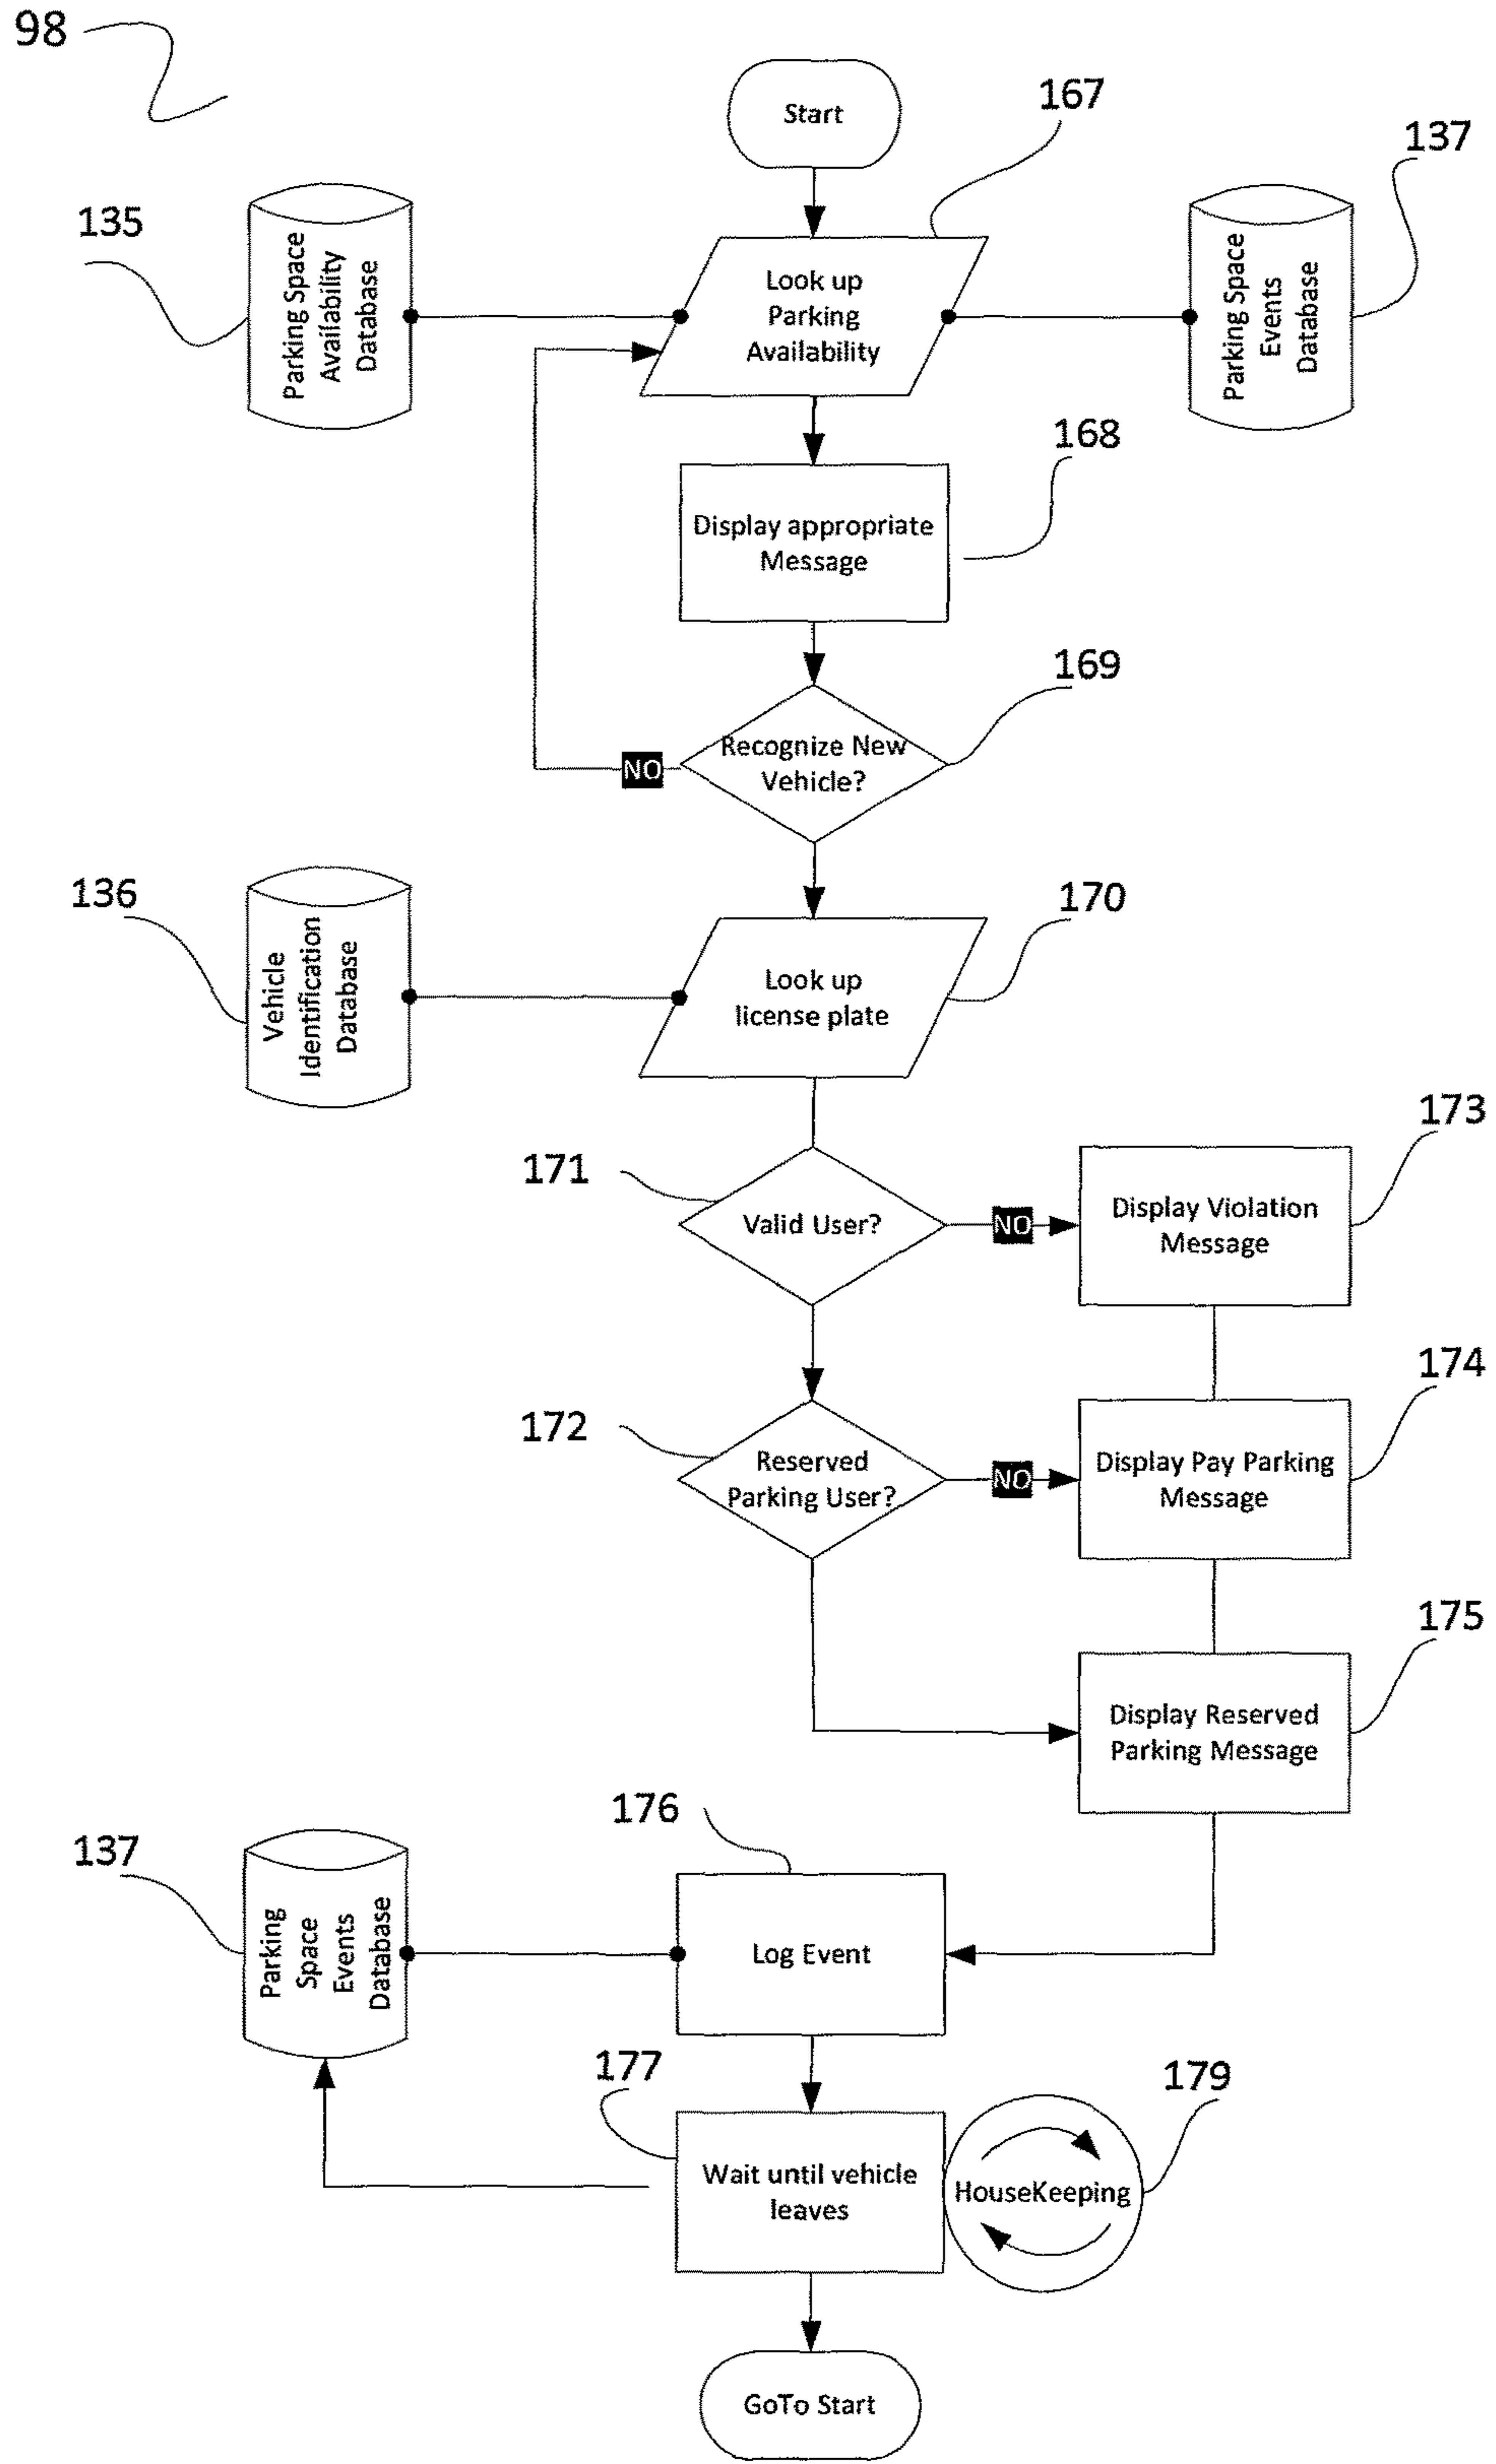 98
Start
167
137
135
Parking Space
Availability
Database
Look up
Parking
Availability
Parking Space
Events
Database
168
Display appropriate
Message
169
Recognize New
Vehicle?
NO
136
Vehicle
Identification
Database
170
Look up
license plate
171
Valid User?
NO
173
Display Violation
Message
172
Reserved
Parking User?
NO
174
Display Pay Parking
Message
175
Display Reserved
Parking Message
176
137
Parking
Space
Events
Database
Log Event
177
Wait until vehicle
leaves
HouseKeeping
179
GoTo Start